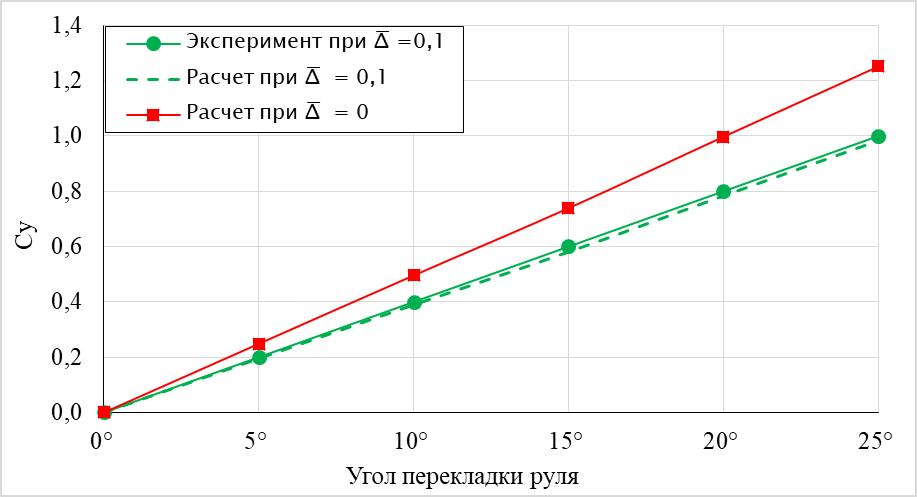 1,4
1,2
1,0
0,8
0,6
0,4
0,2
0,0
Эксперимент при Δ̅ =0,1
Расчет при Δ̅ = 0,1
Расчет при Δ̅ = 0
Су
0° 5° 10° 15° 20° 25°
Угол перекладки руля